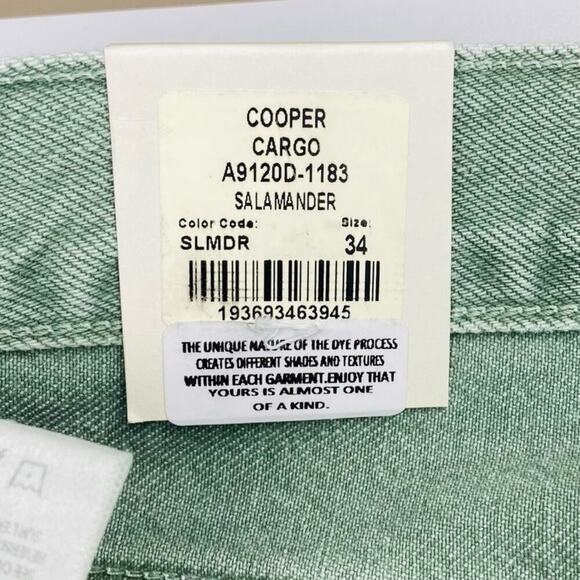 COOPER
CARGO
A9120D-1183
SALAMANDER
Color Code: Size:
SLMDR 34
193693463945
THE UNIQUE NATURE OF THE DYE PROCESS
CREATES DIFFERENT SHADES AND TEXTURES
WITHIN EACH GARMENT.ENJOY THAT
YOURS IS ALMOST ONE
OF A KIND.